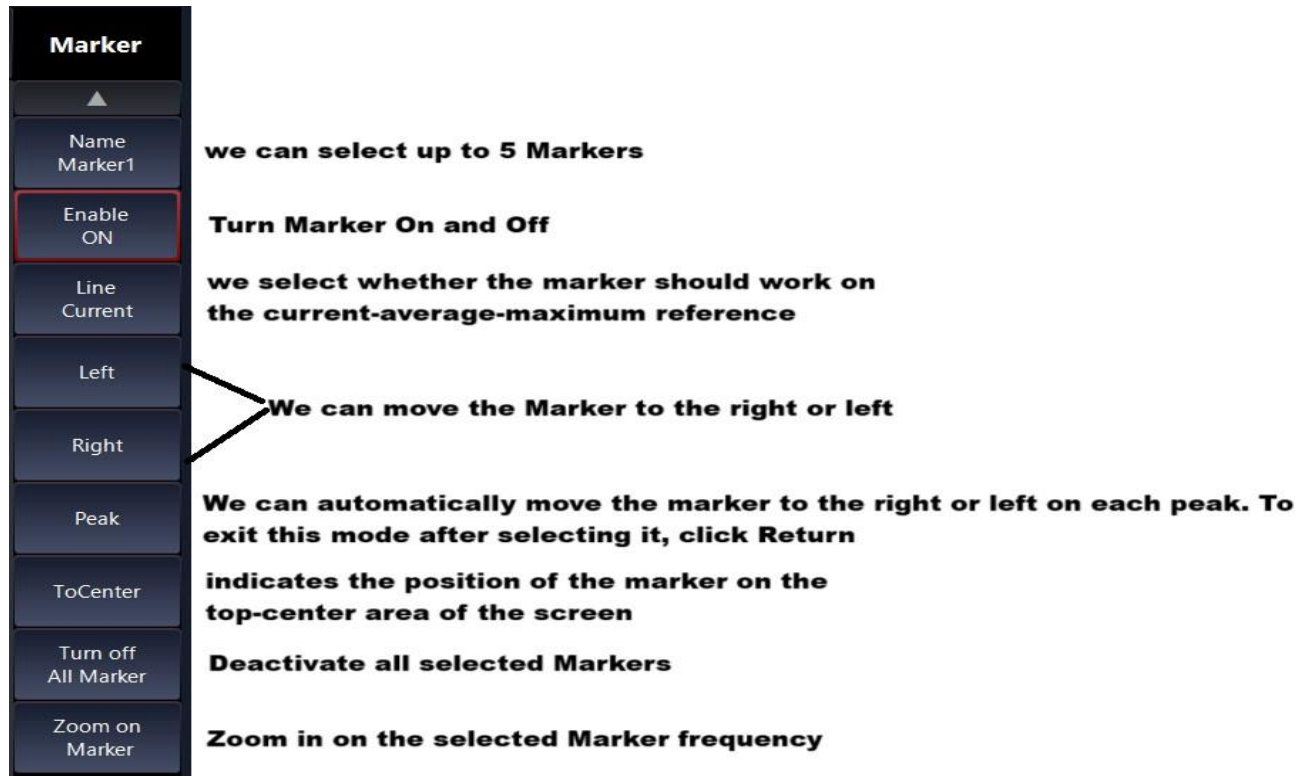 Marker
Name
Marker1
we can select up to 5 Markers
Enable
ON
Turn Marker On and Off
Line
Current
we select whether the marker should work on
the current-average-maximum reference
Left
We can move the Marker to the right or left
Right
Peak
We can automatically move the marker to the right or left on each peak. To
exit this mode after selecting it, click Return
ToCenter
indicates the position of the marker on the
top-center area of the screen
Turn off
All Marker
Deactivate all selected Markers
Zoom on
Marker
Zoom in on the selected Marker frequency